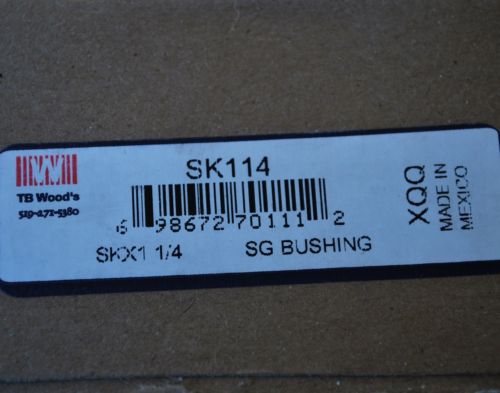 TB Wood's
519-272-5380
SK114
6 98672 70111 2
SKX1 1/4
SG BUSHING
XQQ
MADE IN
MEXICO